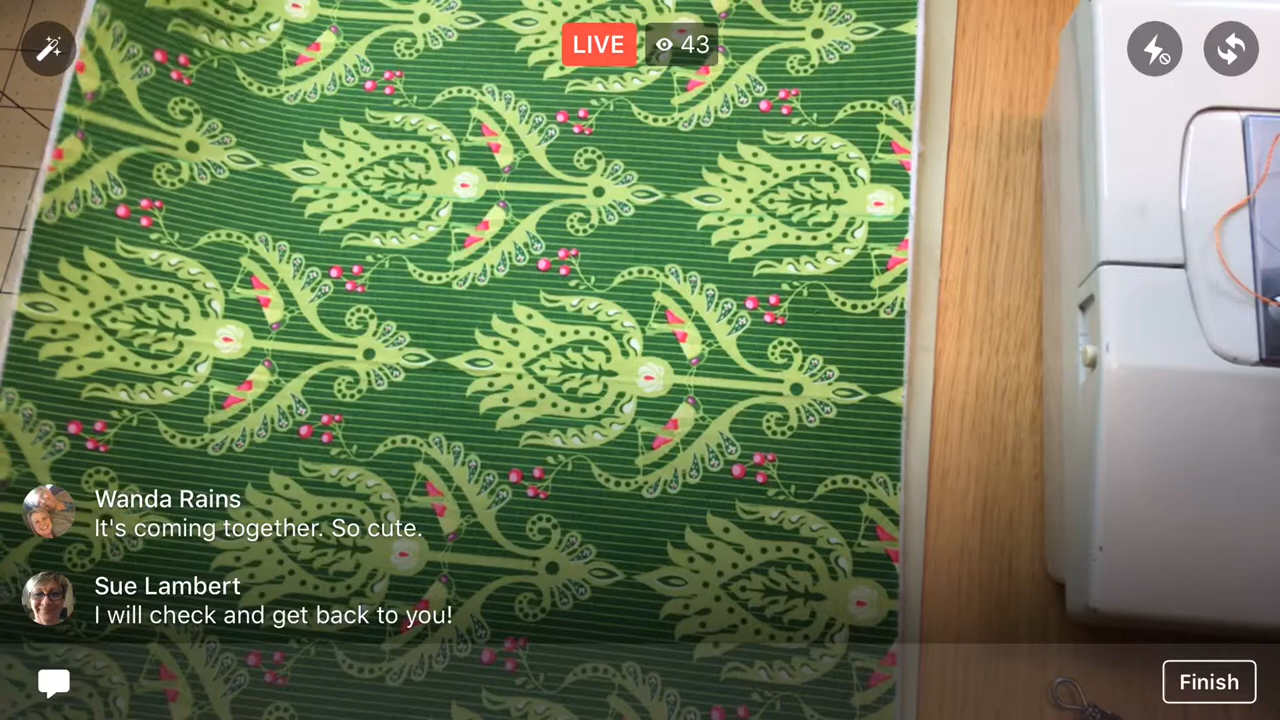 LIVE 43
Wanda Rains
It's coming together. So cute.
Sue Lambert
I will check and get back to you!
Finish